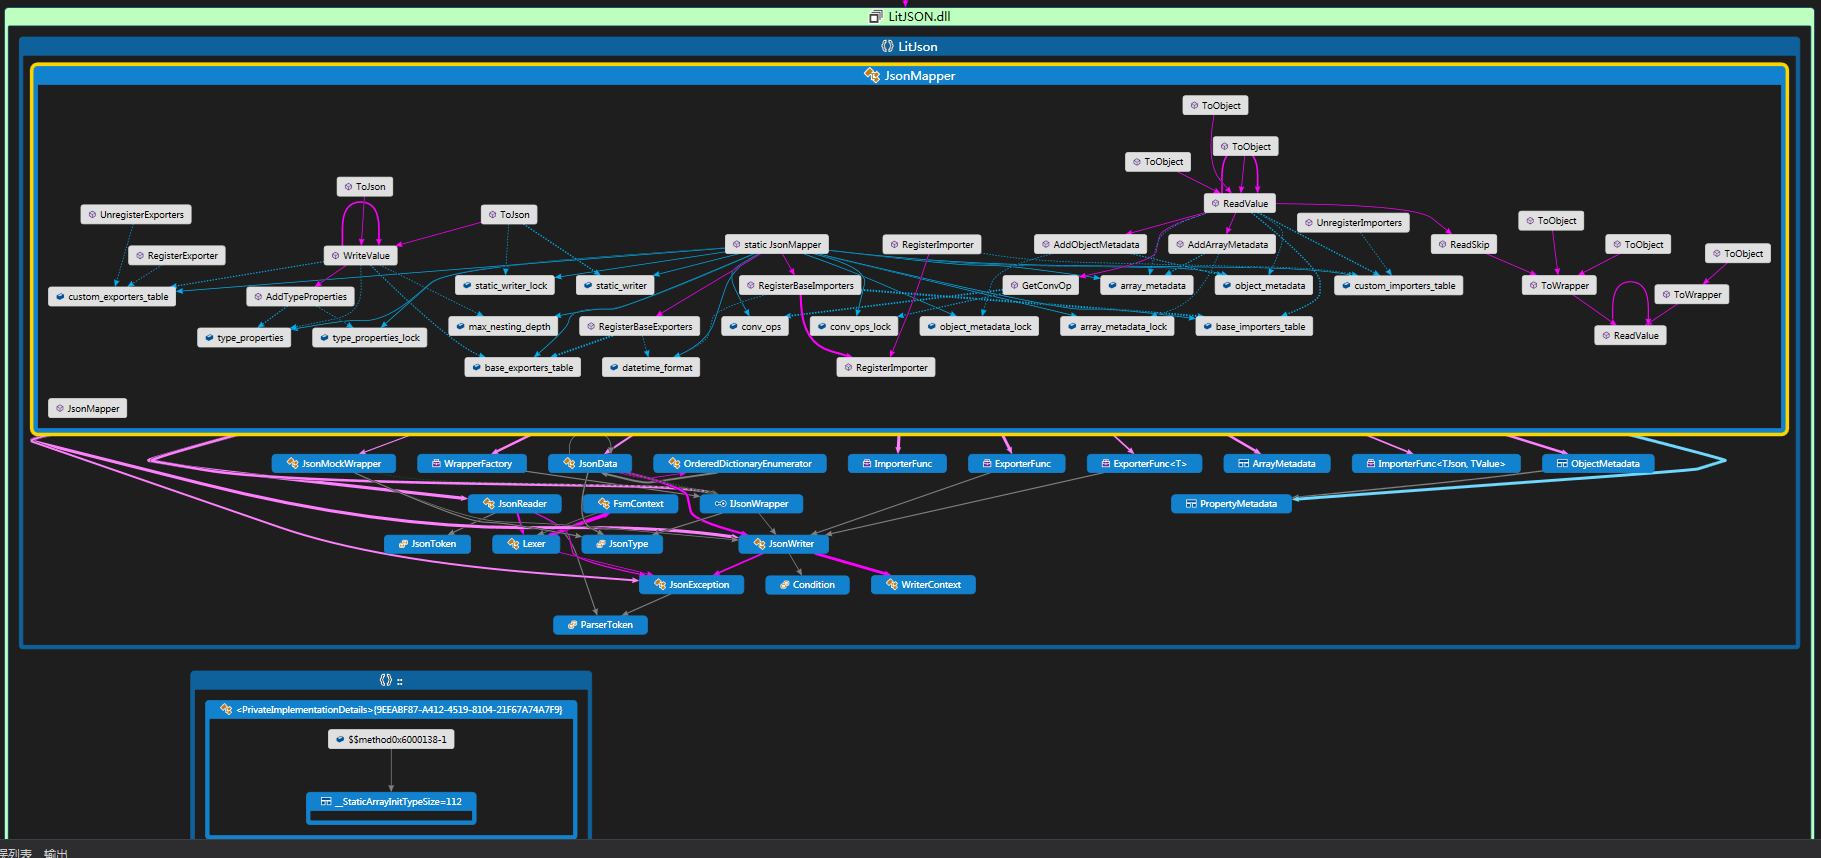 LitJSON.dll
LitJson
JsonMapper
ToObject
ToObject
ToObject
ToJson
ReadValue
UnregisterExporters
ToJson
UnregisterImporters
ToObject
RegisterExporter
WriteValue
static JsonMapper
RegisterImporter
AddObjectMetadata
AddArrayMetadata
ReadSkip
ToObject
ToObject
custom_exporters_table
AddTypeProperties
static_writer_lock
static_writer
RegisterBaseImporters
GetConvOp
array_metadata
object_metadata
custom_importers_table
ToWrapper
ToWrapper
type_properties
type_properties_lock
max_nesting_depth
RegisterBaseExporters
conv_ops
conv_ops_lock
object_metadata_lock
array_metadata_lock
base_importers_table
ReadValue
base_exporters_table
datetime_format
RegisterImporter
JsonMapper
JsonMockWrapper
WrapperFactory
JsonData
OrderedDictionaryEnumerator
ImporterFunc
ExporterFunc
ExporterFunc<T>
ArrayMetadata
ImporterFunc<TJson, TValue>
ObjectMetadata
JsonReader
FsmContext
IJsonWrapper
PropertyMetadata
JsonToken
Lexer
JsonType
JsonWriter
JsonException
Condition
WriterContext
ParserToken
::
<PrivateImplementationDetails>{9EEABF87-A412-4519-8104-21F67A74A7F9}
$$method0x6000138-1
__StaticArrayInitTypeSize=112
误列表 输出